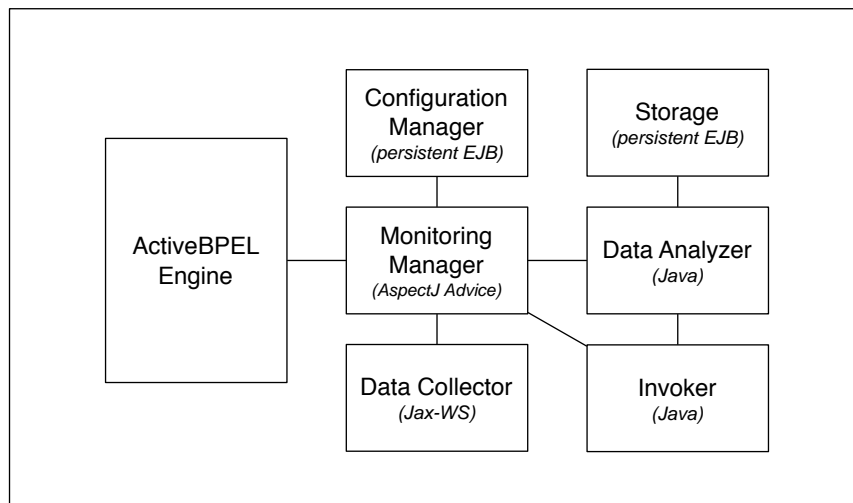 Configuration
Manager
(persistent EJB)
Storage
(persistent EJB)
ActiveBPEL
Engine
Monitoring
Manager
(AspectJ Advice)
Data Analyzer
(Java)
Data Collector
(Jax-WS)
Invoker
(Java)